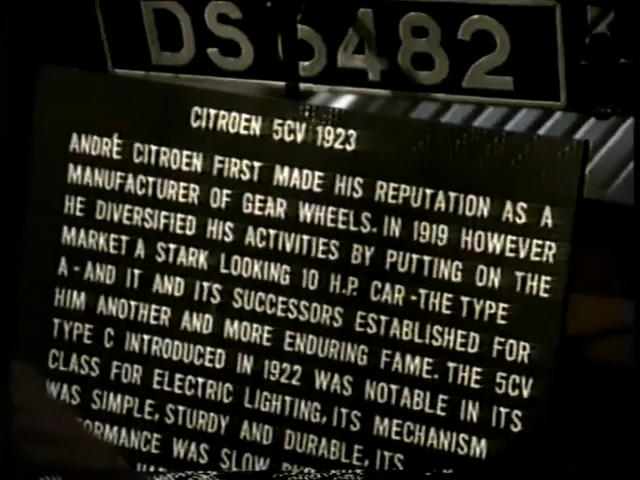 DS 5482
CITROEN 5CV 1923
ANDRÉ CITROEN FIRST MADE HIS REPUTATION AS A
MANUFACTURER OF GEAR WHEELS. IN 1919 HOWEVER
HE DIVERSIFIED HIS ACTIVITIES BY PUTTING ON THE
MARKET A STARK LOOKING 10 H.P. CAR - THE TYPE
A - AND IT AND ITS SUCCESSORS ESTABLISHED FOR
HIM ANOTHER AND MORE ENDURING FAME. THE 5CV
TYPE C INTRODUCED IN 1922 WAS NOTABLE IN ITS
CLASS FOR ELECTRIC LIGHTING, ITS MECHANISM
WAS SIMPLE, STURDY AND DURABLE, ITS
WAS SLOW